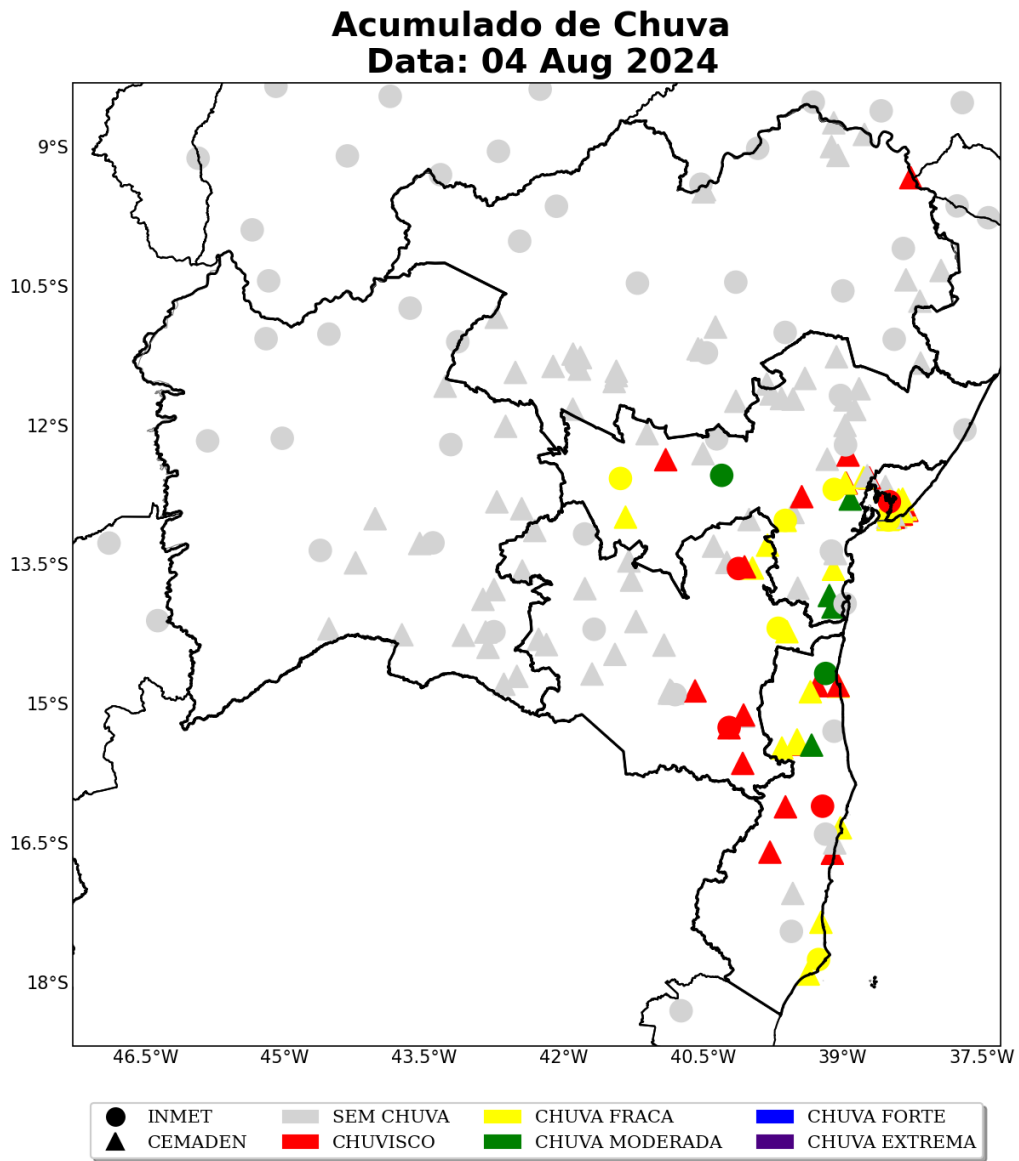 Acumulado de Chuva
Data: 04 Aug 2024
9°S
10.5°S
12°S
13.5°S
15°S
16.5°S
18°S
46.5°W 45°W 43.5°W 42°W 40.5°W 39°W 37.5°W
INMET SEM CHUVA CHUVA FRACA CHUVA FORTE
CEMADEN CHUVISCO CHUVA MODERADA CHUVA EXTREMA